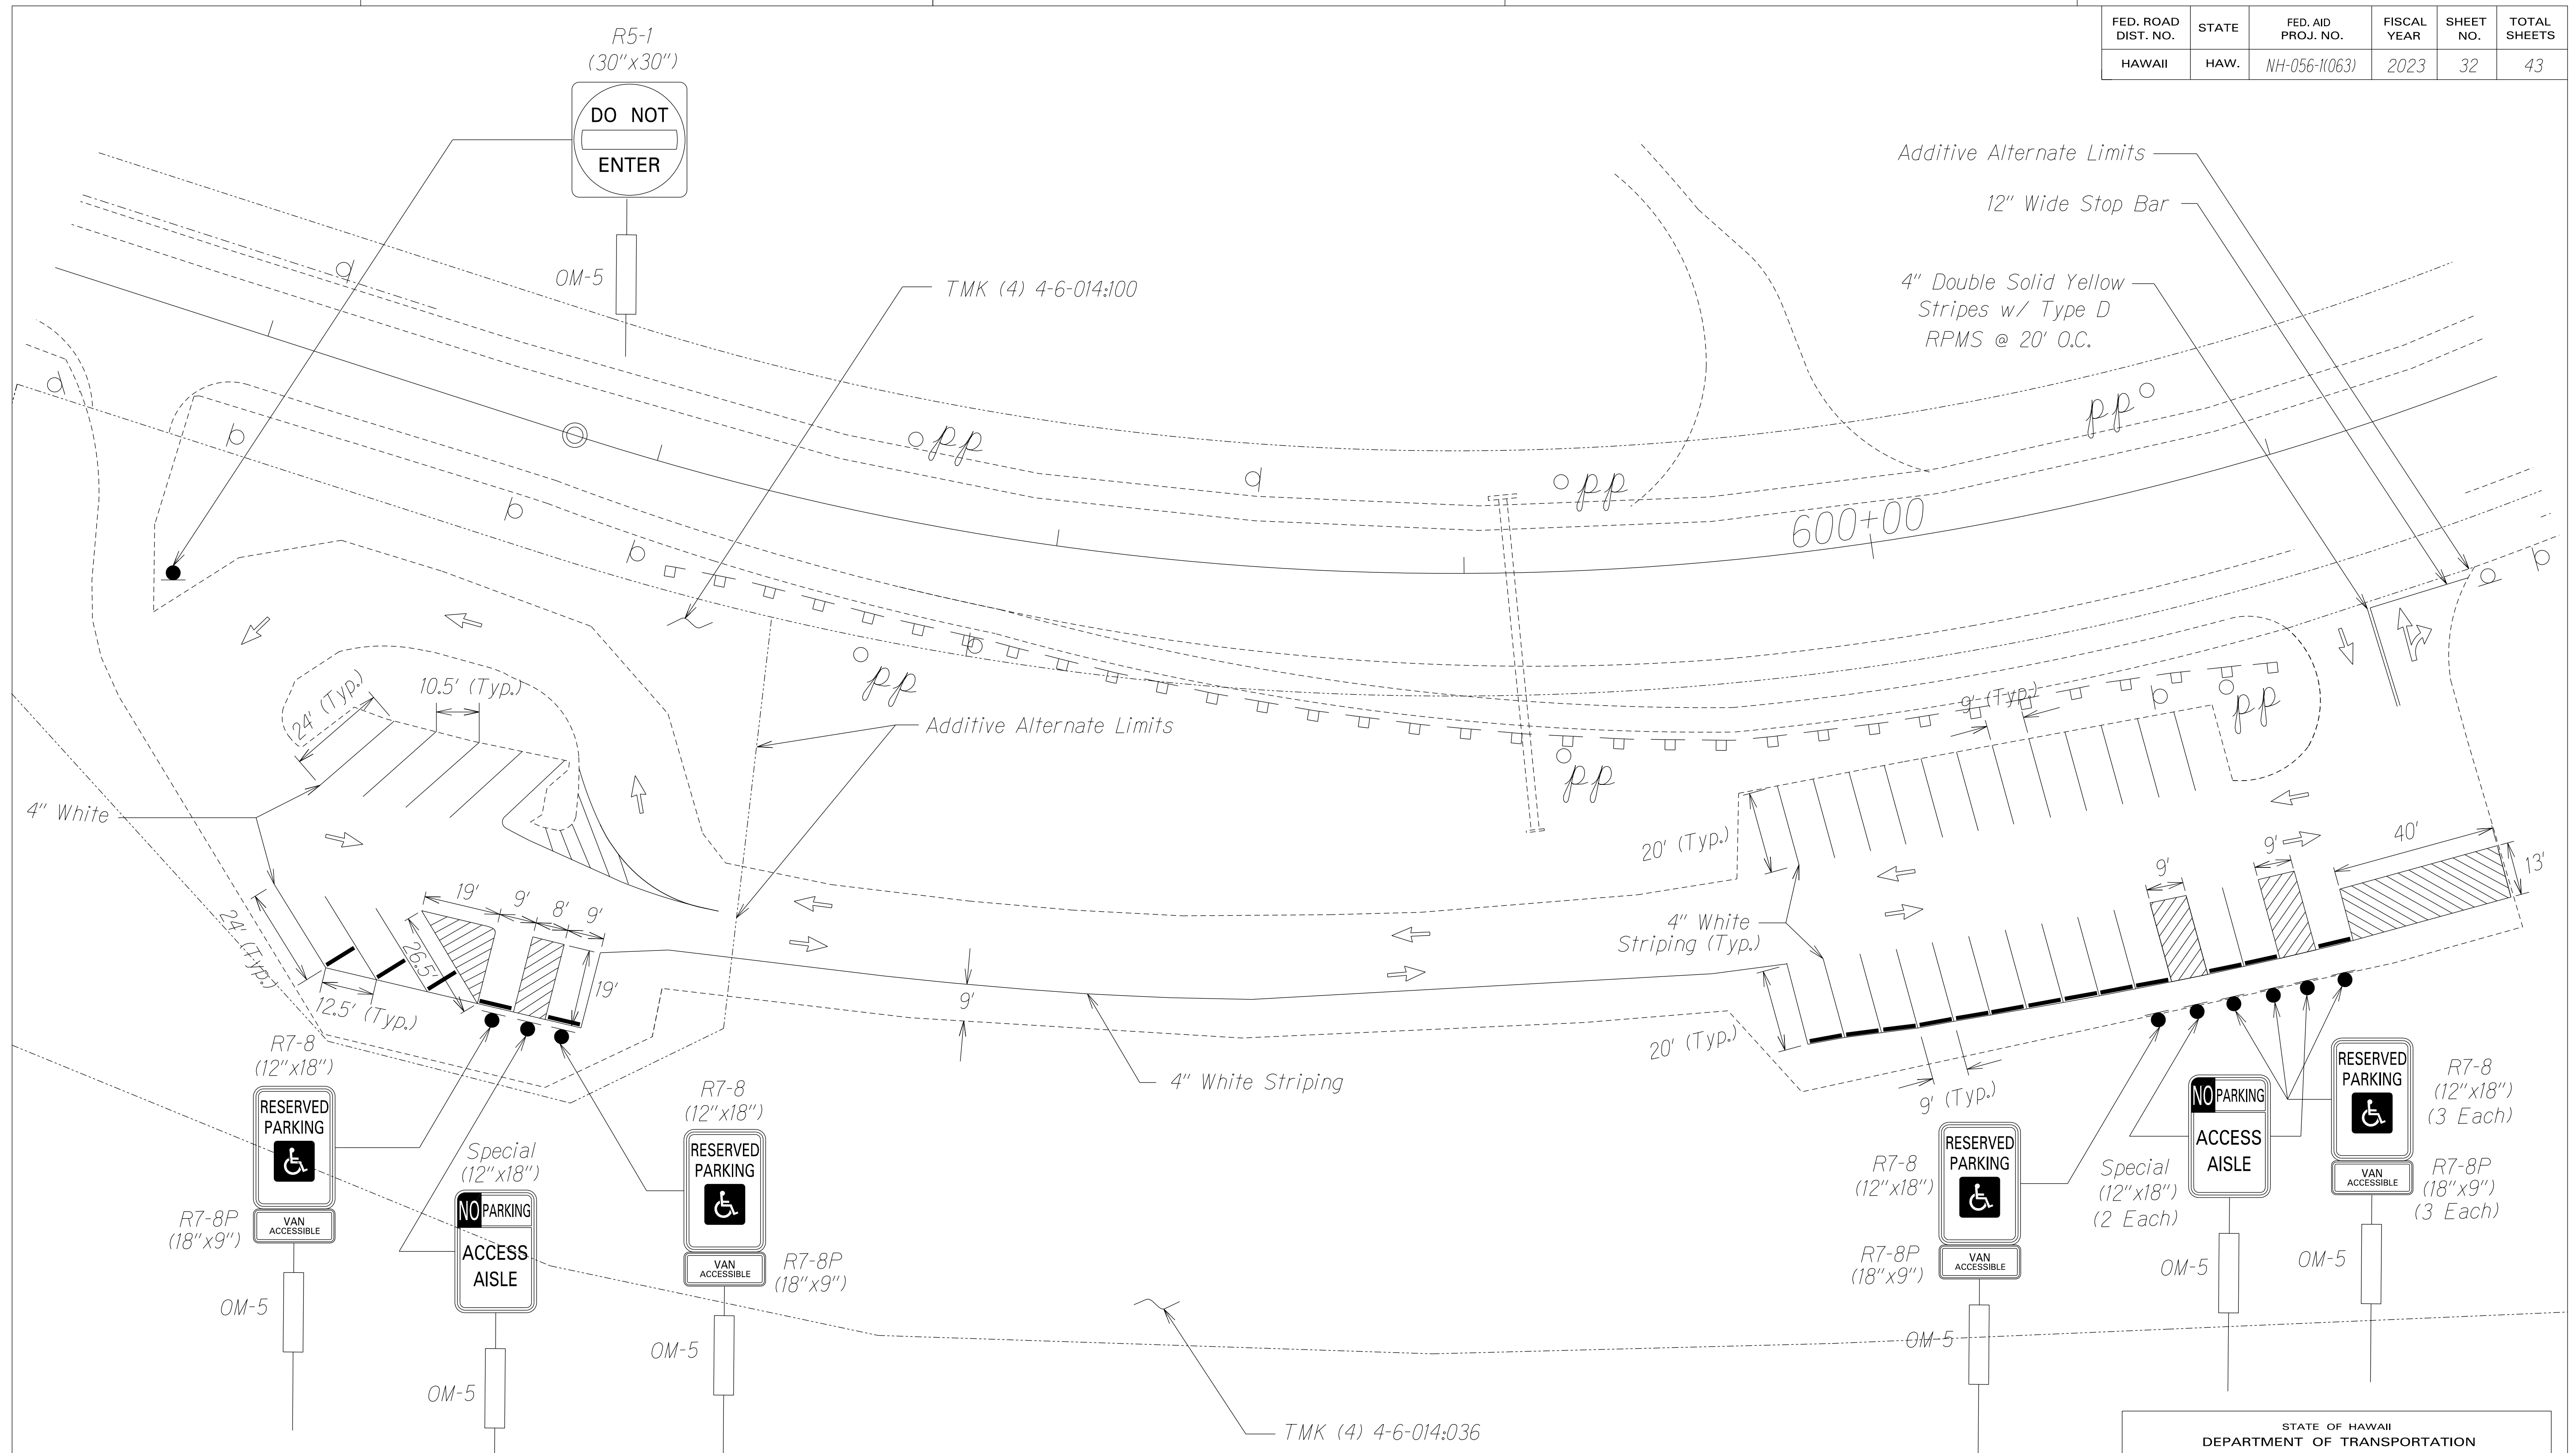 FED. ROAD DIST. NO. STATE FED. AID PROJ. NO. FISCAL YEAR SHEET NO. TOTAL SHEETS
HAWAII HAW. NH-056-1(063) 2023 32 43
R5-1
(30"x30")
DO NOT
ENTER
OM-5
TMK (4) 4-6-014:100
Additive Alternate Limits
12" Wide Stop Bar
4" Double Solid Yellow
Stripes w/ Type D
RPMS @ 20' O.C.
pp
pp
pp
600+00
pp
pp
pp
24' (Typ.)
10.5' (Typ.)
Additive Alternate Limits
9' (Typ.)
4" White
20' (Typ.)
9'
9'
40'
13'
24' (Typ.)
19'
9'
8'
9'
26.5'
19'
12.5' (Typ.)
9'
4" White
Striping (Typ.)
20' (Typ.)
9' (Typ.)
4" White Striping
R7-8
(12"x18")
RESERVED
PARKING
VAN
ACCESSIBLE
R7-8P
(18"x9")
OM-5
Special
(12"x18")
NO PARKING
ACCESS
AISLE
OM-5
R7-8
(12"x18")
RESERVED
PARKING
VAN
ACCESSIBLE
R7-8P
(18"x9")
OM-5
R7-8
(12"x18")
RESERVED
PARKING
VAN
ACCESSIBLE
R7-8P
(18"x9")
OM-5
Special
(12"x18")
(2 Each)
NO PARKING
ACCESS
AISLE
OM-5
RESERVED
PARKING
VAN
ACCESSIBLE
R7-8
(12"x18")
(3 Each)
R7-8P
(18"x9")
(3 Each)
OM-5
TMK (4) 4-6-014:036
STATE OF HAWAII
DEPARTMENT OF TRANSPORTATION